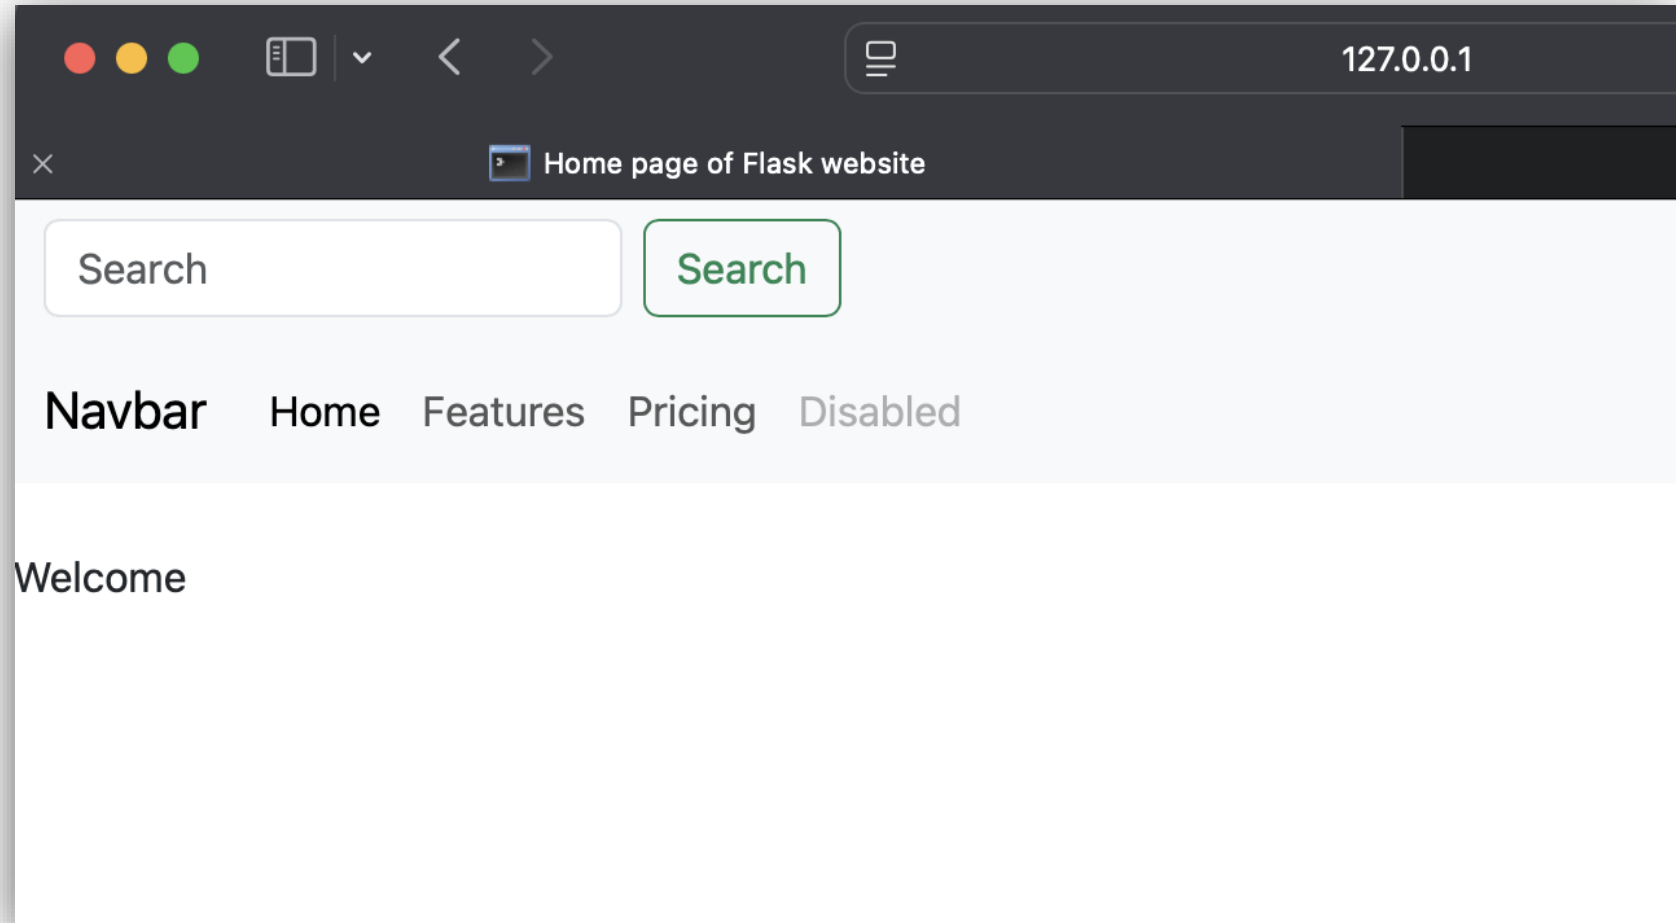 127.0.0.1
Home page of Flask website
Search Search
Navbar Home Features Pricing Disabled
Welcome